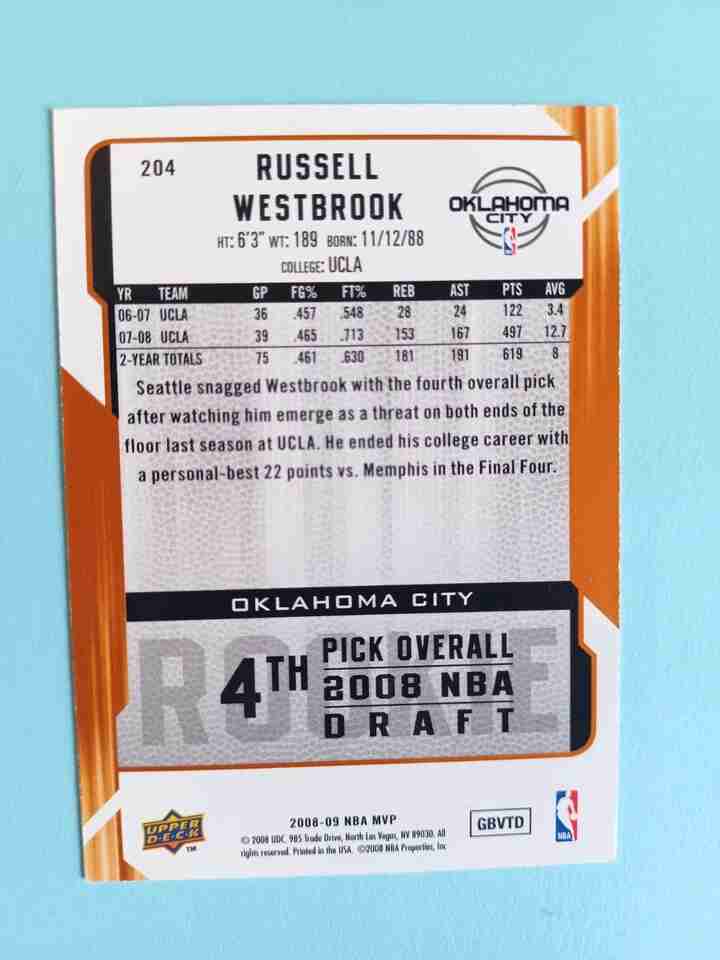 204
RUSSELL
WESTBROOK
HT: 6'3" WT: 189 BORN: 11/12/88
COLLEGE: UCLA
OKLAHOMA
CITY
YR TEAM GP FG% FT% REB AST PTS AVG
06-07 UCLA 36 .457 .548 28 24 122 3.4
07-08 UCLA 39 .465 .713 153 167 497 12.7
2-YEAR TOTALS 75 .461 .630 181 191 619 8
Seattle snagged Westbrook with the fourth overall pick
after watching him emerge as a threat on both ends of the
floor last season at UCLA. He ended his college career with
a personal-best 22 points vs. Memphis in the Final Four.
OKLAHOMA CITY
ROOKIE
4TH PICK OVERALL
2008 NBA
DRAFT
UPPER
DECK
TM
2008-09 NBA MVP
© 2008 UDC. 985 Trade Drive, North Las Vegas, NV 89030. All
rights reserved. Printed in the USA. ©2008 NBA Properties, Inc
GBVTD
NBA